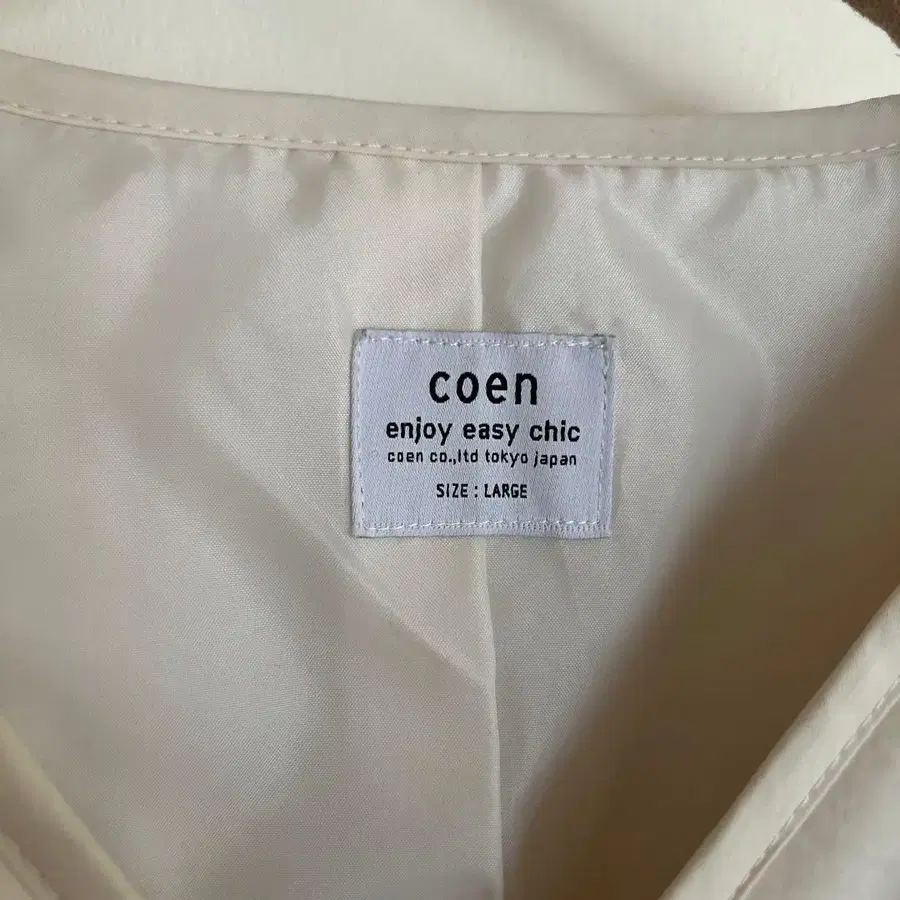 coen
enjoy easy chic
coen co.,ltd tokyo japan
SIZE : LARGE